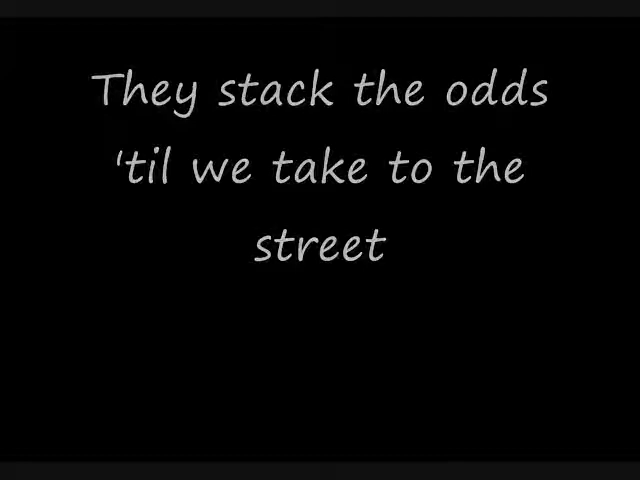 They stack the odds
'til we take to the
street